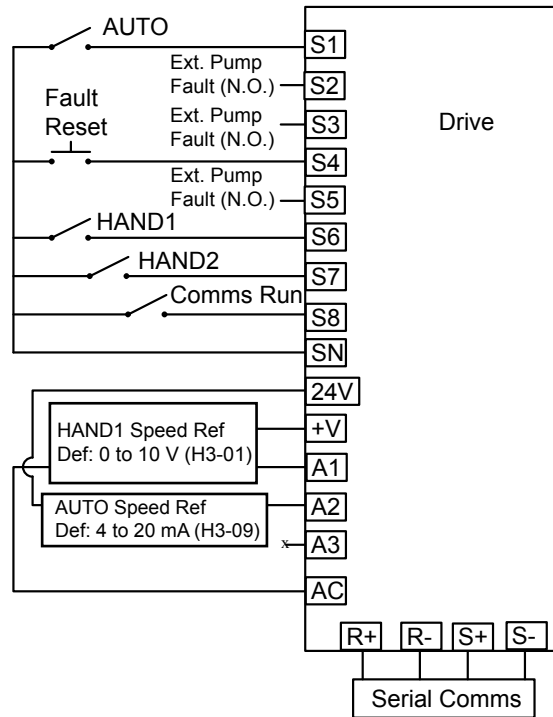 AUTO
S1
Ext. Pump
Fault (N.O.)
S2
Ext. Pump
Fault (N.O.)
S3
Drive
Fault
Reset
S4
Ext. Pump
Fault (N.O.)
S5
HAND1
S6
HAND2
S7
Comms Run
S8
SN
24V
HAND1 Speed Ref
Def: 0 to 10 V (H3-01)
+V
A1
AUTO Speed Ref
Def: 4 to 20 mA (H3-09)
A2
x
A3
AC
R+ R- S+ S-
Serial Comms